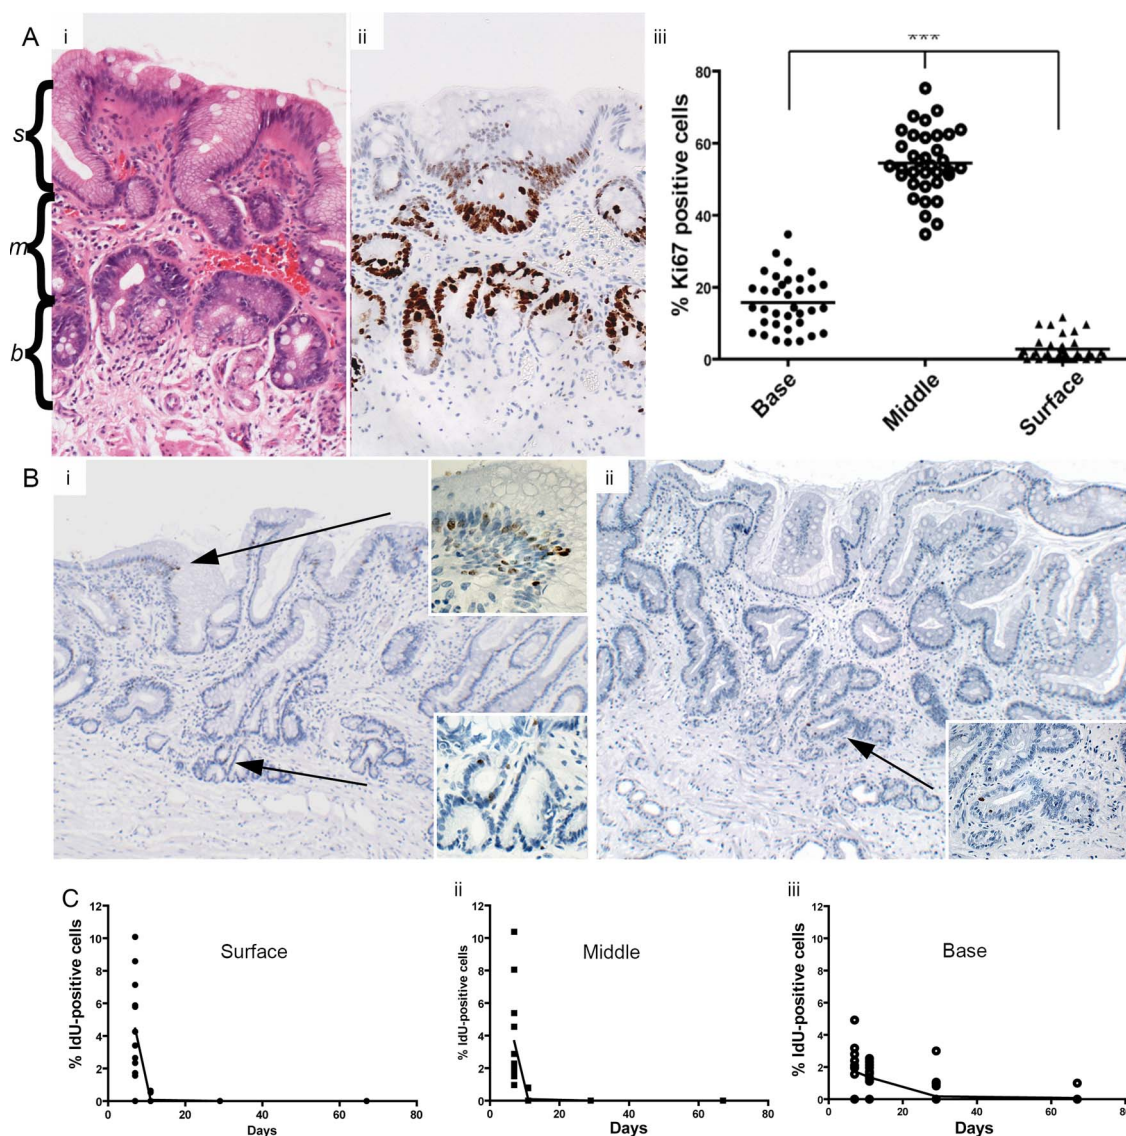 A i ii iii
s
m
b
***
% Ki67 positive cells
80
60
40
20
0
Base Middle Surface
B i ii
C i ii iii
% IdU-positive cells
12
10
8
6
4
2
0
Surface
0 20 40 60 80
Days
% IdU-positive cells
12
10
8
6
4
2
0
Middle
0 20 40 60 80
Days
% IdU-positive cells
12
10
8
6
4
2
0
Base
0 20 40 60 80
Days